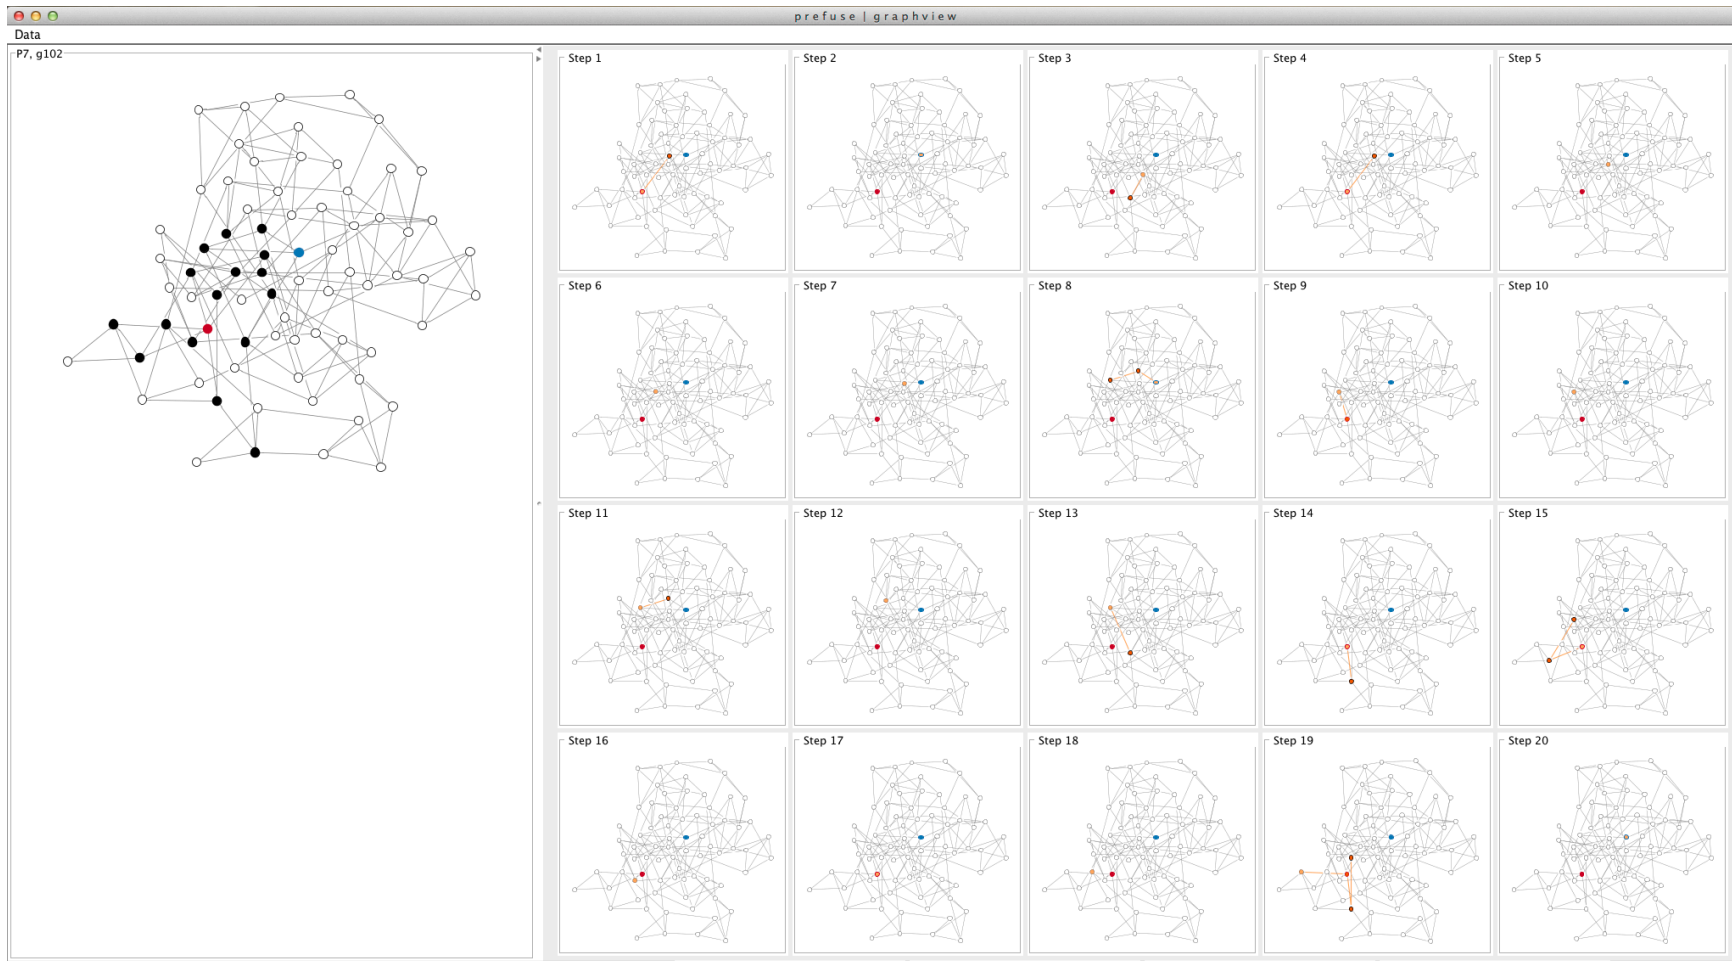 prefuse | graphview
Data
P7, g102
Step 1
Step 2
Step 3
Step 4
Step 5
Step 6
Step 7
Step 8
Step 9
Step 10
Step 11
Step 12
Step 13
Step 14
Step 15
Step 16
Step 17
Step 18
Step 19
Step 20